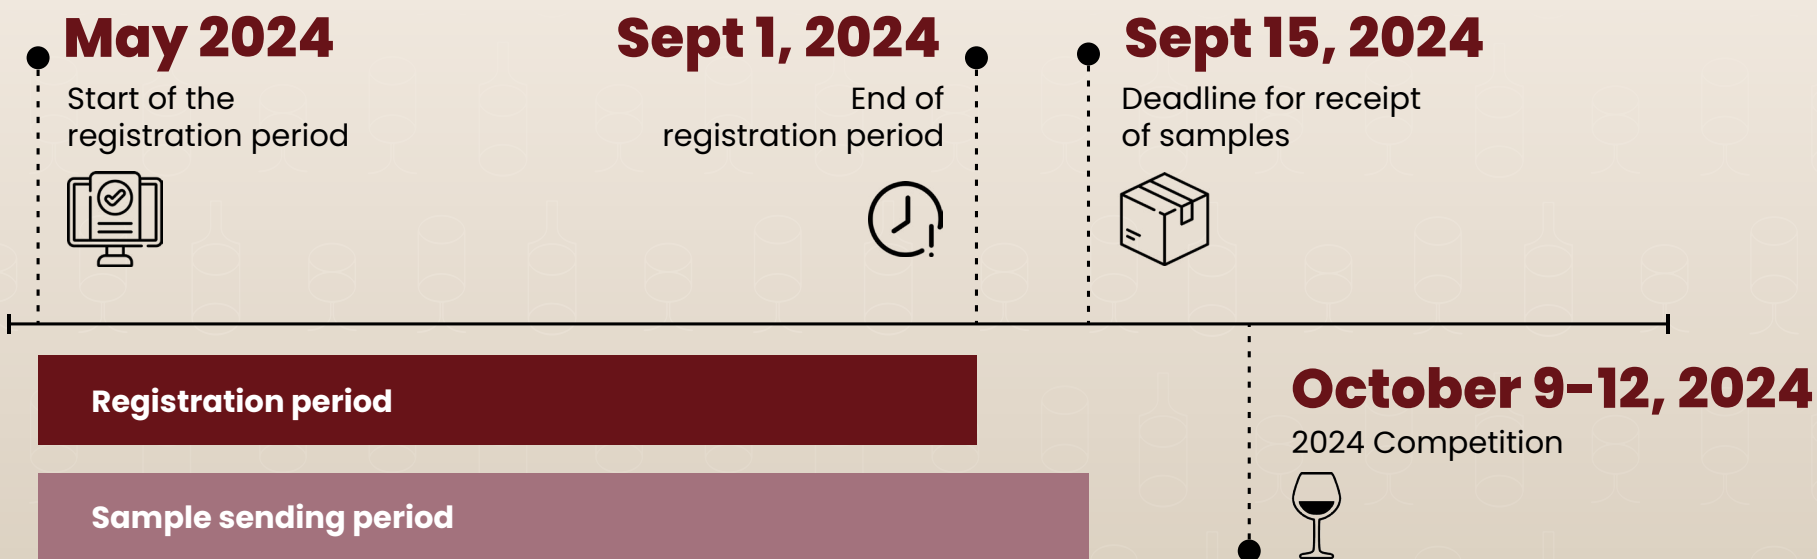 May 2024
Start of the
registration period
Sept 1, 2024
End of
registration period
Sept 15, 2024
Deadline for receipt
of samples
Registration period
October 9-12, 2024
2024 Competition
Sample sending period